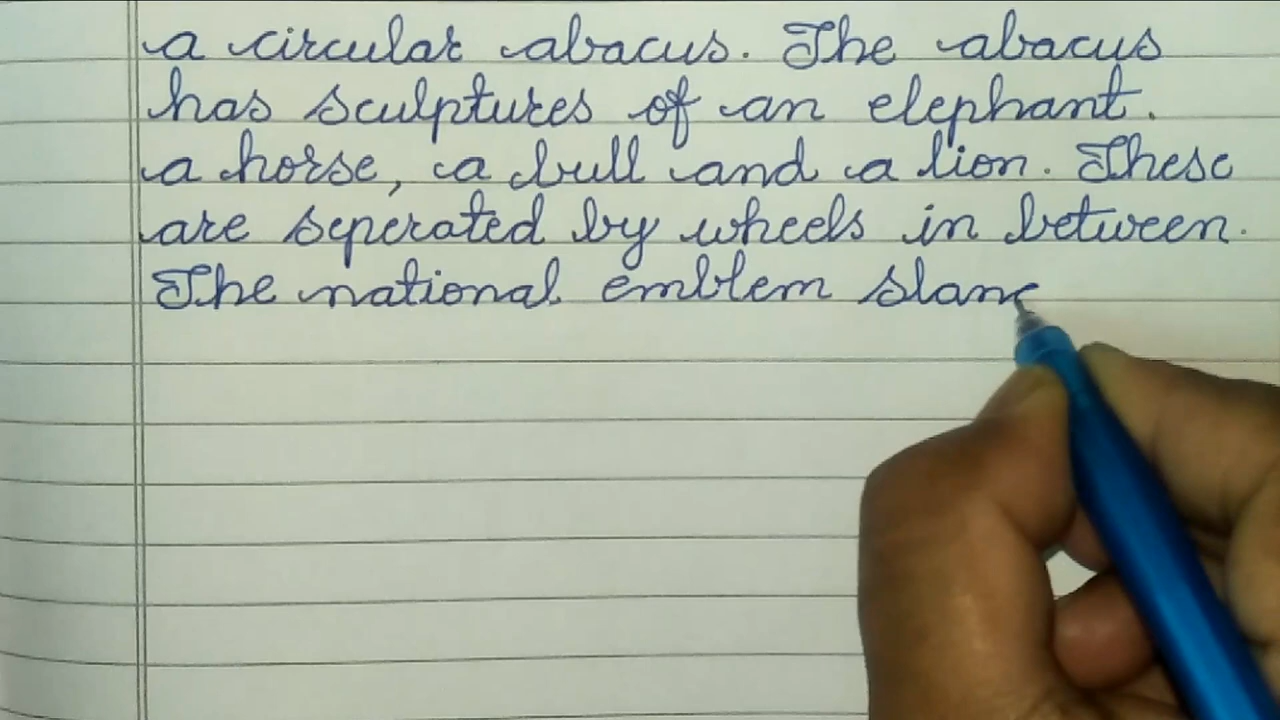 a circular abacus. The abacus
has sculptures of an elephant.
a horse, a bull and a lion. These
are seperated by wheels in between.
The national emblem